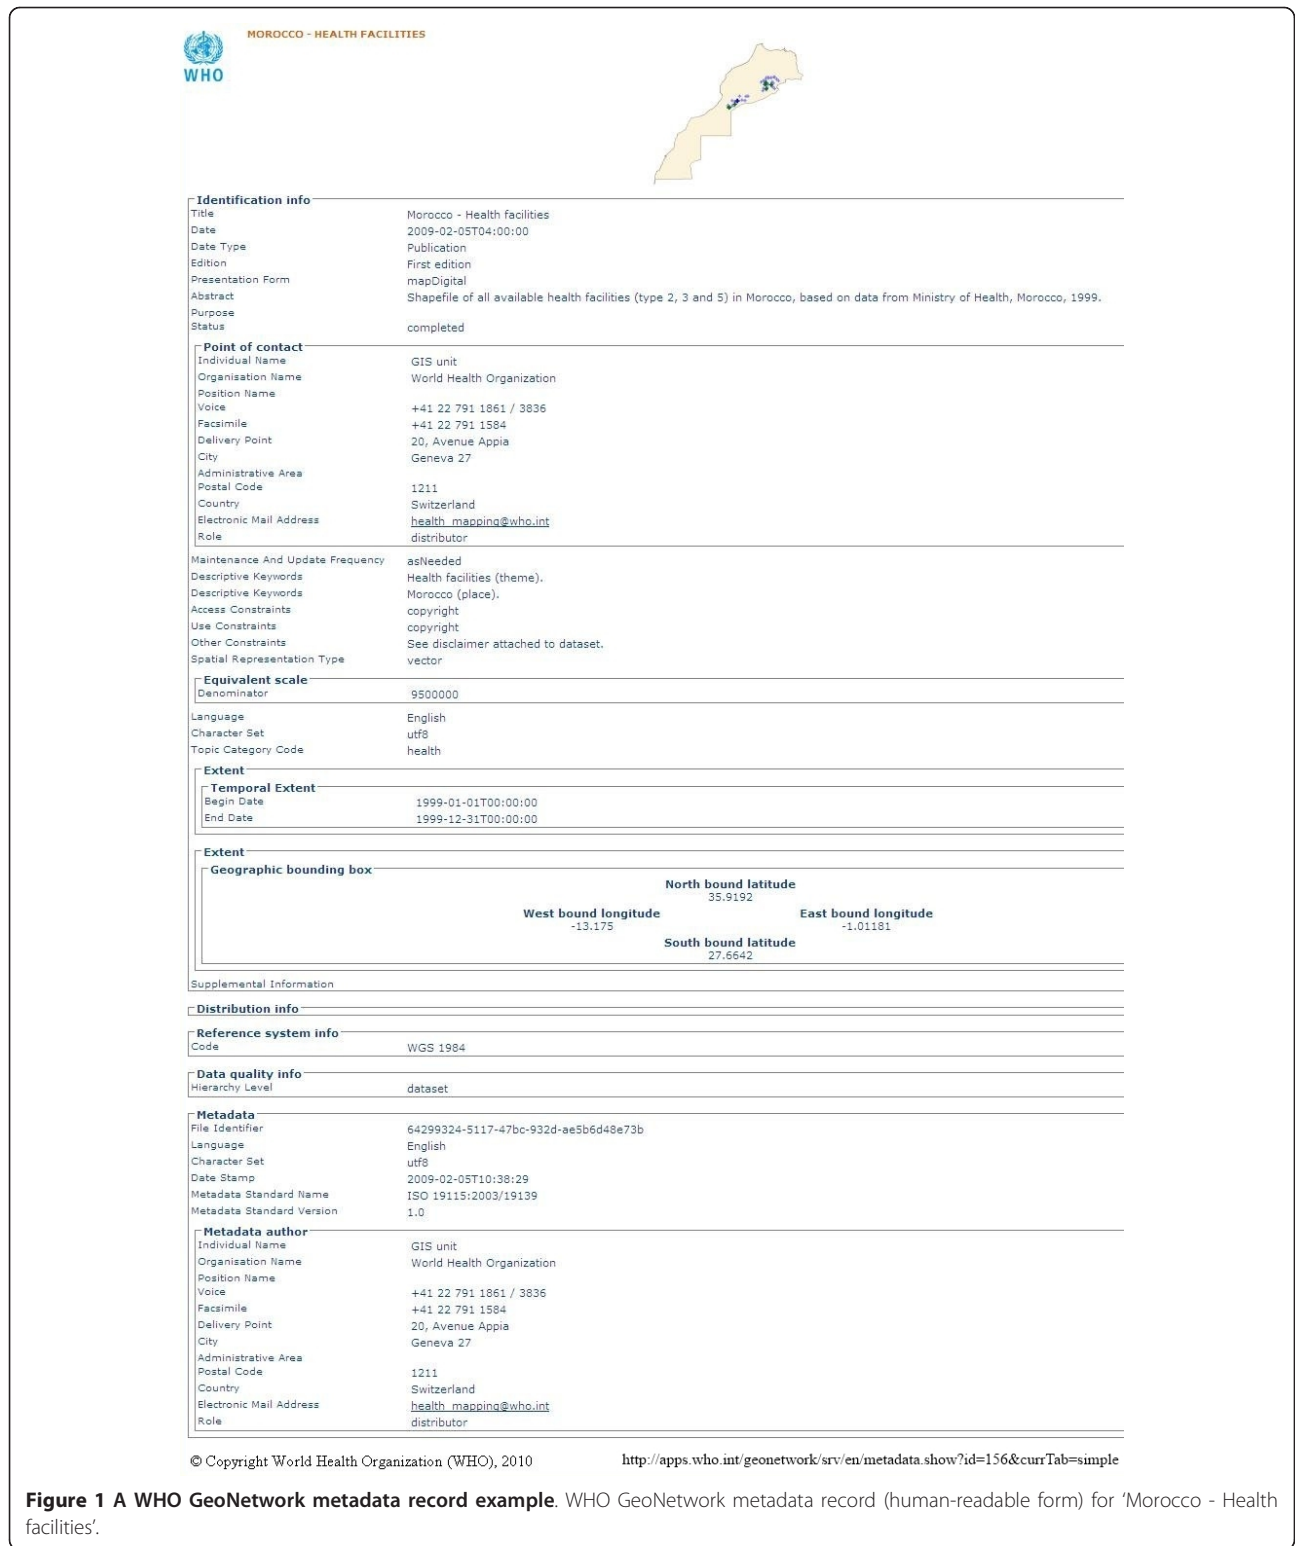 MOROCCO - HEALTH FACILITIES
WHO
Identification info
Title Morocco - Health facilities
Date 2009-02-05T04:00:00
Date Type Publication
Edition First edition
Presentation Form mapDigital
Abstract Shapefile of all available health facilities (type 2, 3 and 5) in Morocco, based on data from Ministry of Health, Morocco, 1999.
Purpose
Status completed
Point of contact
Individual Name GIS unit
Organisation Name World Health Organization
Position Name
Voice +41 22 791 1861 / 3836
Facsimile +41 22 791 1584
Delivery Point 20, Avenue Appia
City Geneva 27
Administrative Area
Postal Code 1211
Country Switzerland
Electronic Mail Address health_mapping@who.int
Role distributor
Maintenance And Update Frequency asNeeded
Descriptive Keywords Health facilities (theme).
Descriptive Keywords Morocco (place).
Access Constraints copyright
Use Constraints copyright
Other Constraints See disclaimer attached to dataset.
Spatial Representation Type vector
Equivalent scale
Denominator 9500000
Language English
Character Set utf8
Topic Category Code health
Extent
Temporal Extent
Begin Date 1999-01-01T00:00:00
End Date 1999-12-31T00:00:00
Extent
Geographic bounding box
North bound latitude
35.9192
West bound longitude East bound longitude
-13.175 -1.01181
South bound latitude
27.6642
Supplemental Information
Distribution info
Reference system info
Code WGS 1984
Data quality info
Hierarchy Level dataset
Metadata
File Identifier 64299324-5117-47bc-932d-ae5b6d48e73b
Language English
Character Set utf8
Date Stamp 2009-02-05T10:38:29
Metadata Standard Name ISO 19115:2003/19139
Metadata Standard Version 1.0
Metadata author
Individual Name GIS unit
Organisation Name World Health Organization
Position Name
Voice +41 22 791 1861 / 3836
Facsimile +41 22 791 1584
Delivery Point 20, Avenue Appia
City Geneva 27
Administrative Area
Postal Code 1211
Country Switzerland
Electronic Mail Address health_mapping@who.int
Role distributor
© Copyright World Health Organization (WHO), 2010 http://apps.who.int/geonetwork/srv/en/metadata.show?id=156&currTab=simple
Figure 1 A WHO GeoNetwork metadata record example. WHO GeoNetwork metadata record (human-readable form) for ‘Morocco - Health
facilities’.